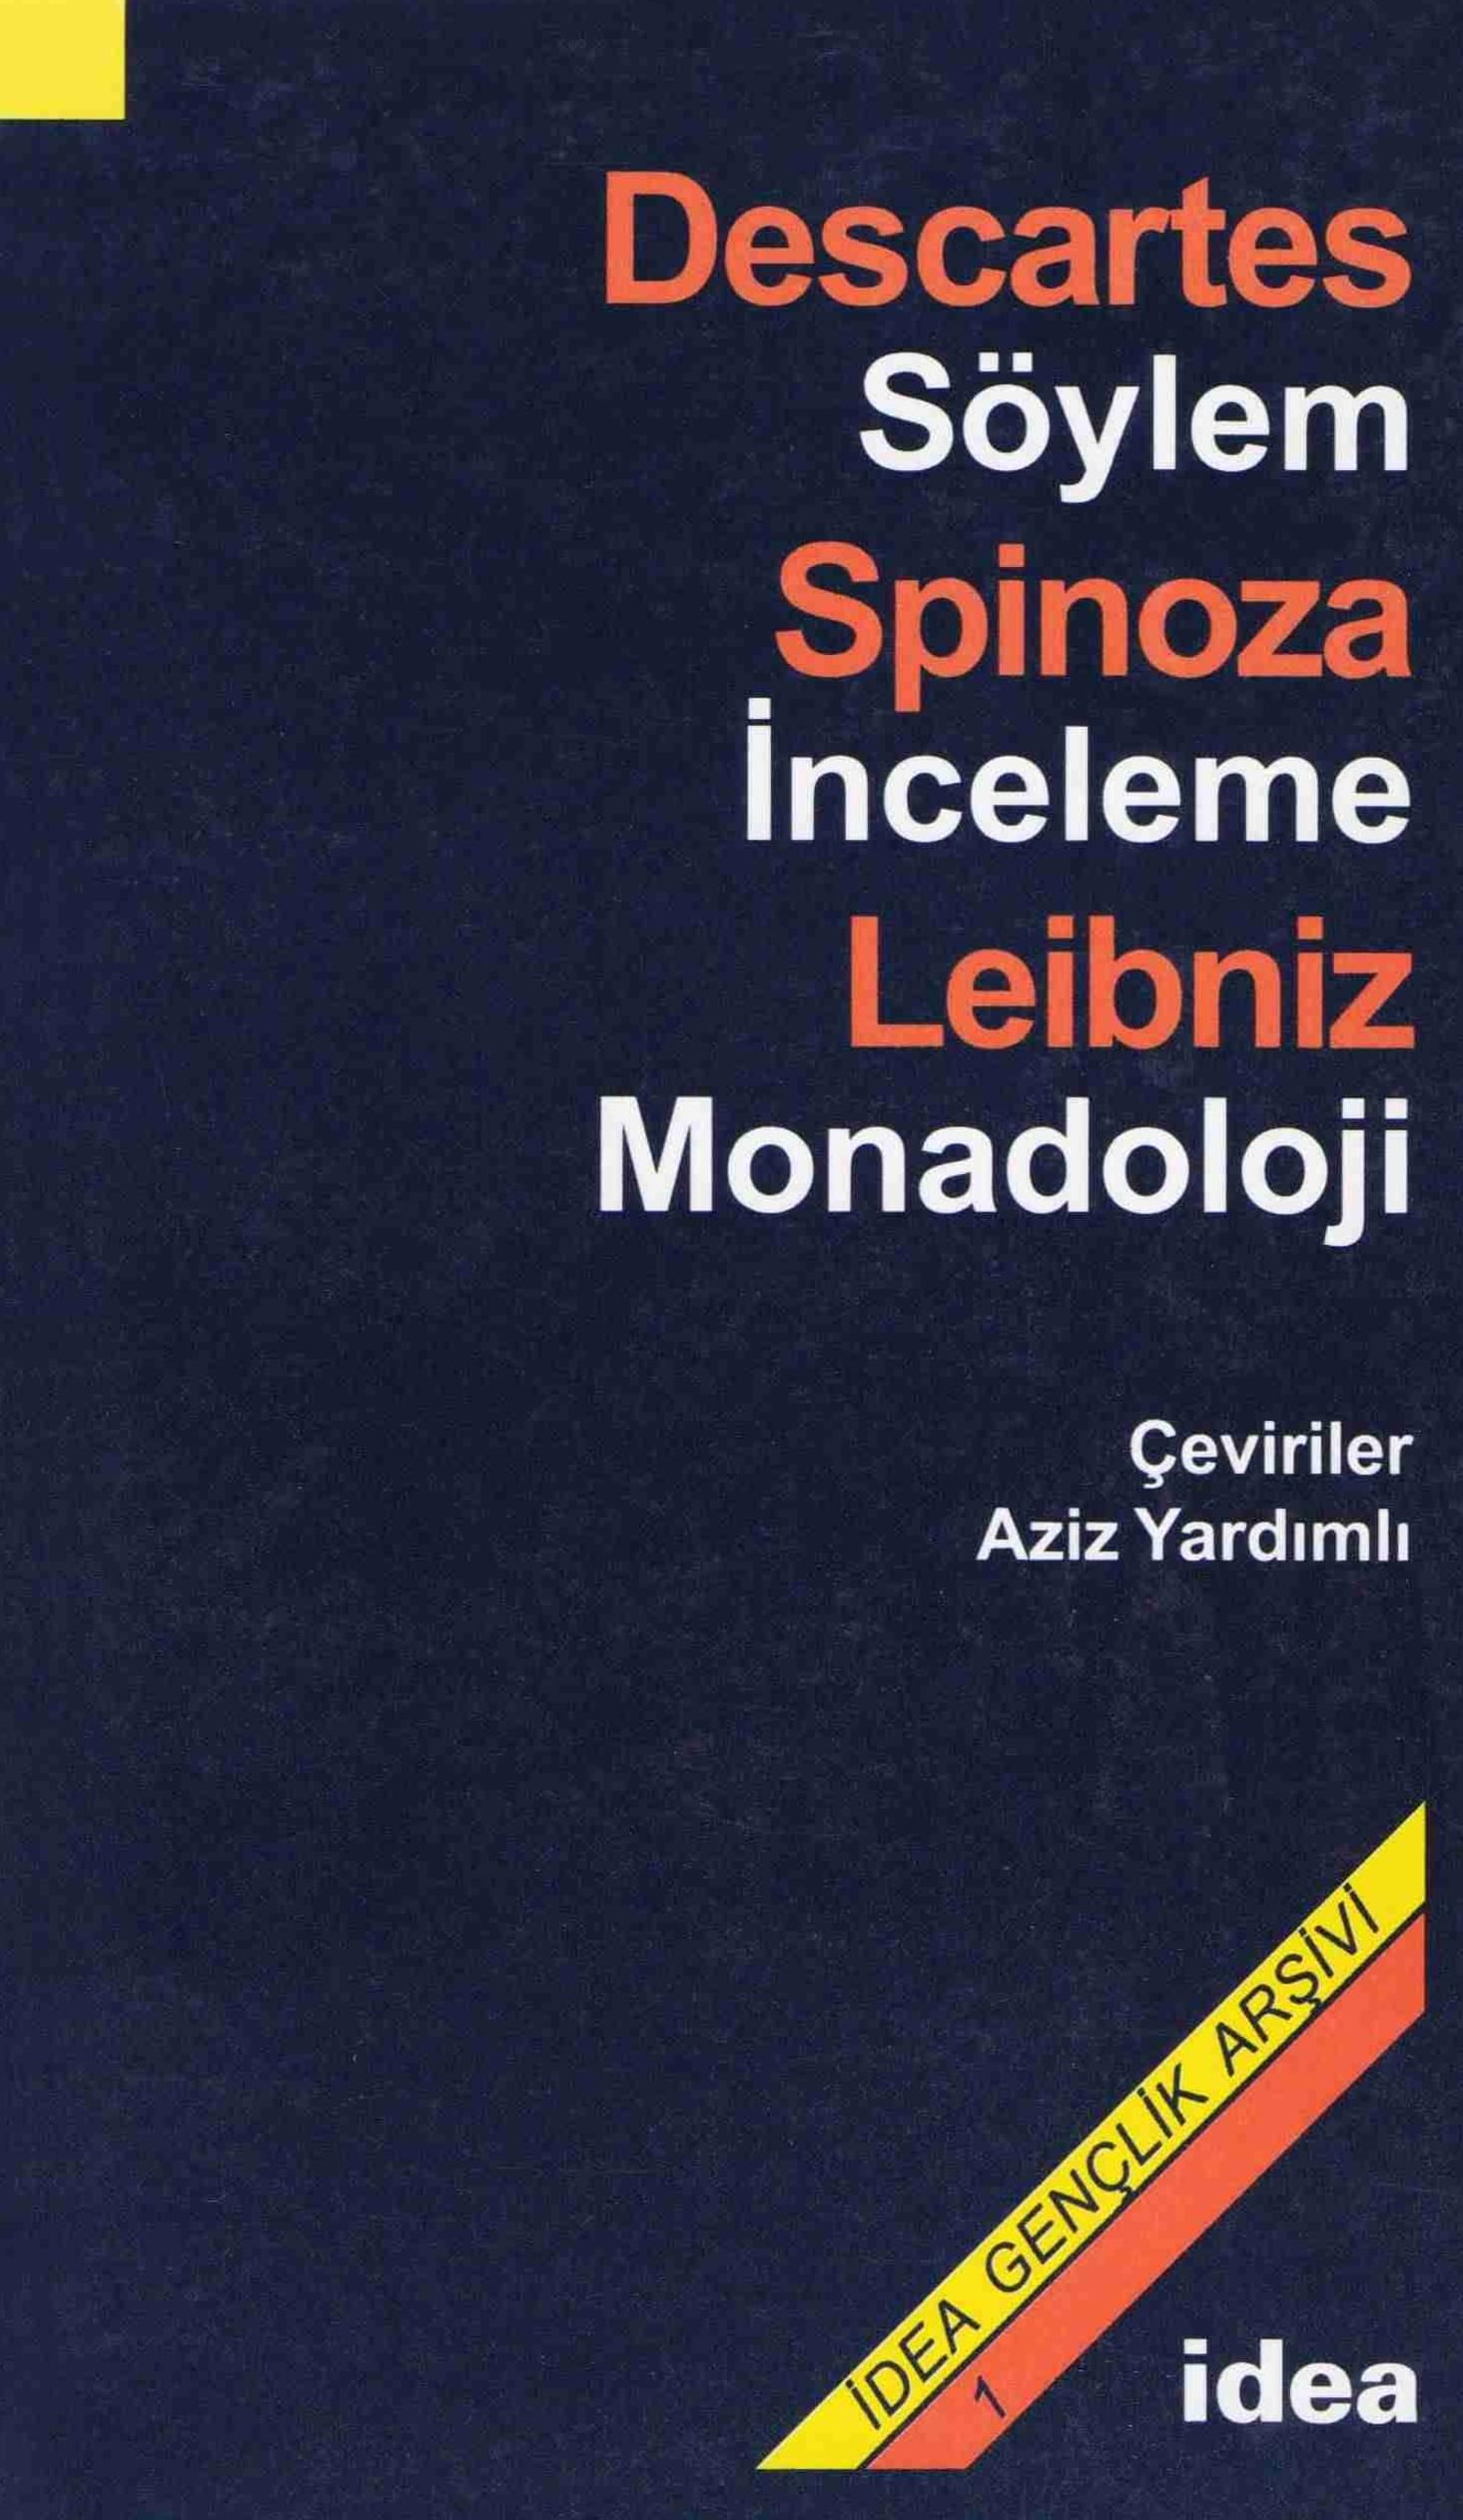 Descartes
Söylem
Spinoza
İnceleme
Leibniz
Monadoloji
Çeviriler
Aziz Yardımlı
İDEA GENÇLİK ARŞİVİ
1
idea